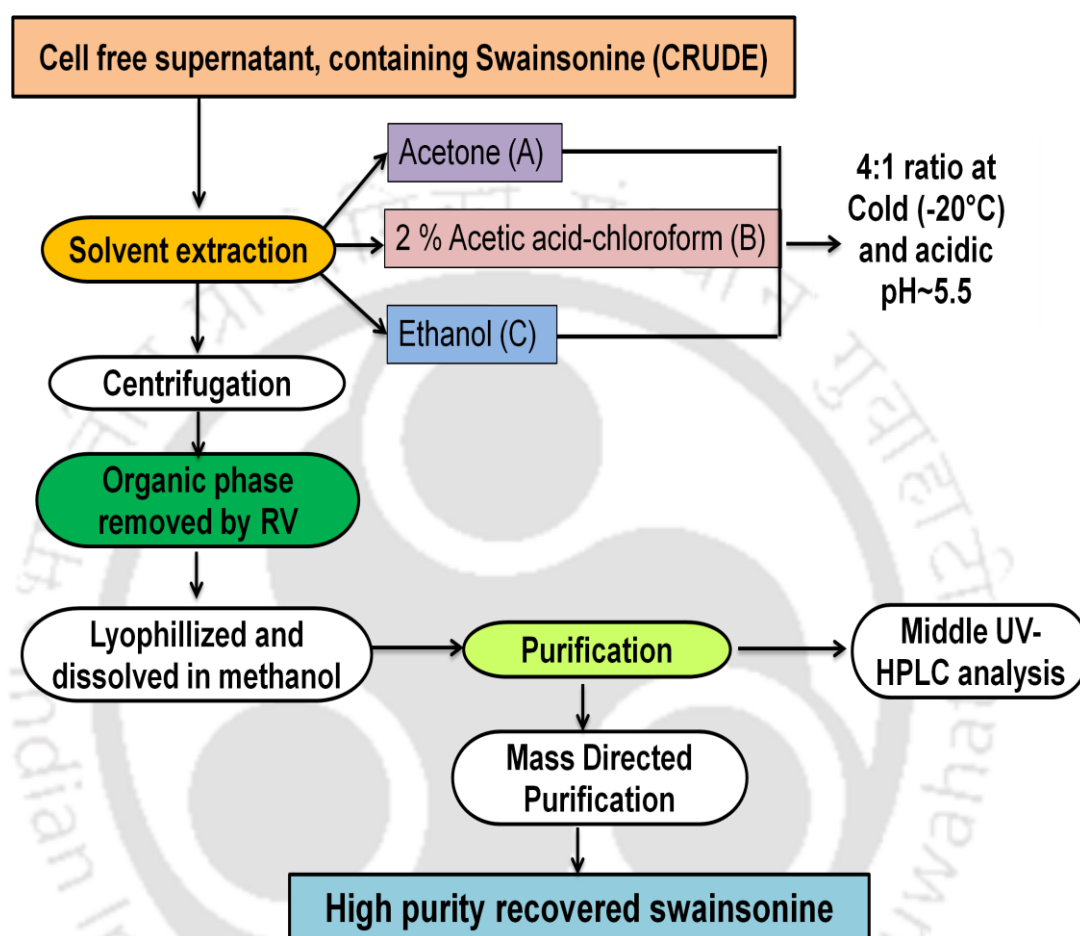 Cell free supernatant, containing Swainsonine (CRUDE)
Acetone (A)
Solvent extraction
2 % Acetic acid-chloroform (B)
Ethanol (C)
4:1 ratio at
Cold (-20°C)
and acidic
pH~5.5
Centrifugation
Organic phase
removed by RV
Lyophillized and
dissolved in methanol
Purification
Middle UV-
HPLC analysis
Mass Directed
Purification
High purity recovered swainsonine